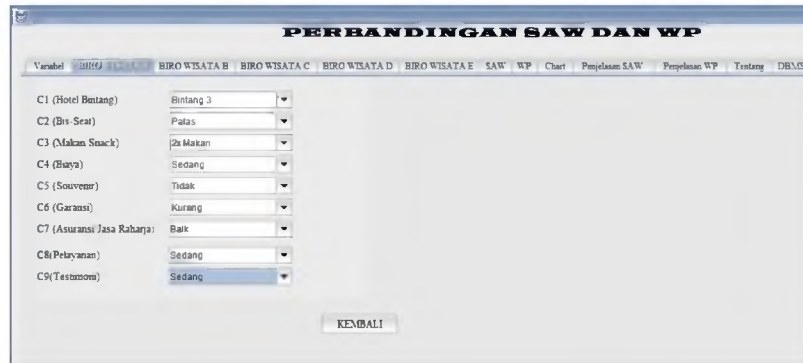 PERBANDINGAN SAW DAN WP
Variabel BIRO BIRO WISATA B BIRO WISATA C BIRO WISATA D BIRO WISATA E SAW WP Chart Penjelasan SAW Penjelasan WP Tentang DBMS
C1 (Hotel Bintang) Bintang 3
C2 (Bis-Seat) Patas
C3 (Makan Snack) 2x Makan
C4 (Biaya) Sedang
C5 (Souvenir) Tidak
C6 (Garansi) Kurang
C7 (Asuransi Jasa Raharja) Baik
C8(Pelayanan) Sedang
C9(Testimoni) Sedang
KEMBALI